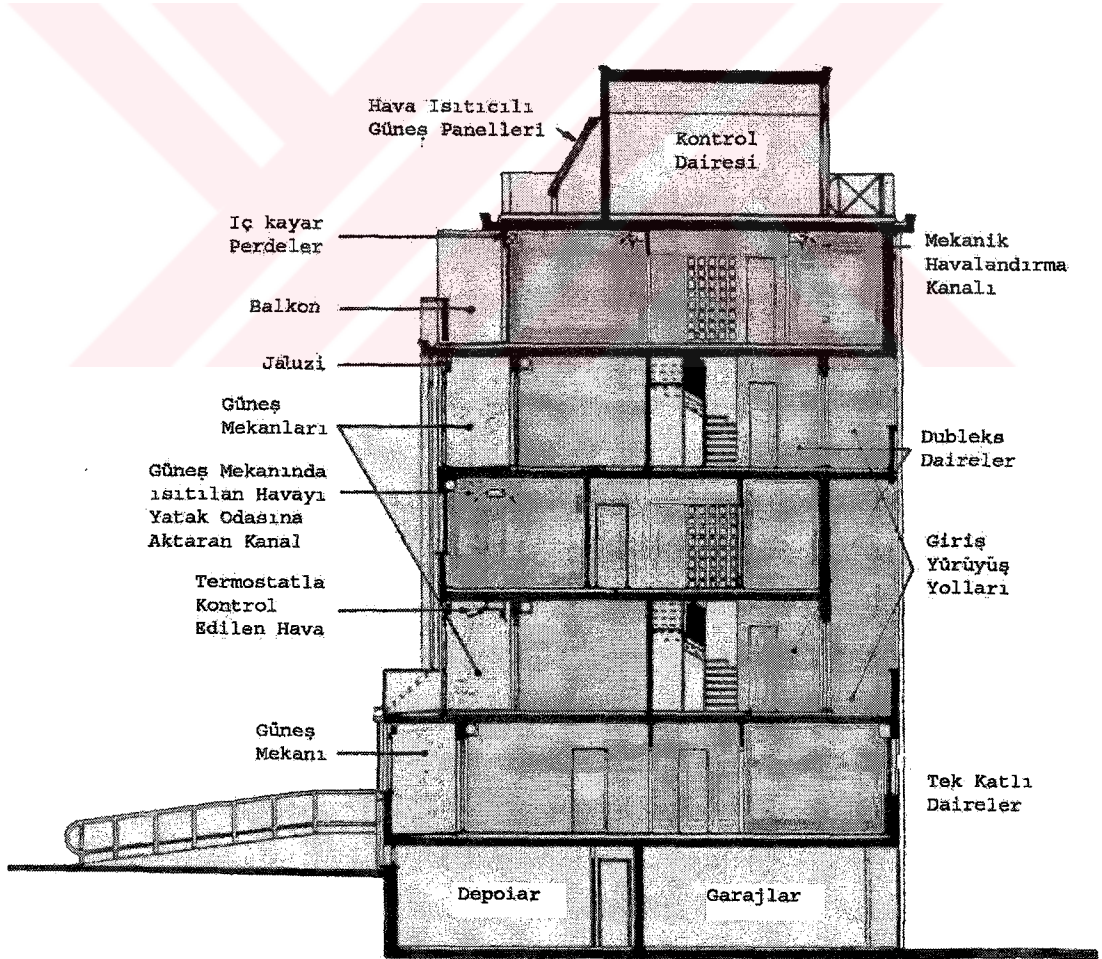 Hava Isıtıcılı
Güneş Panelleri
Kontrol
Dairesi
Iç kayar
Perdeler
Mekanik
Havalandırma
Kanalı
Balkon
Jaluzi
Güneş
Mekanları
Dubleks
Daireler
Güneş Mekanında
ısıtılan Havayı
Yatak Odasına
Aktaran Kanal
Giriş
Yürüyüş
Yolları
Termostatla
Kontrol
Edilen Hava
Güneş
Mekanı
Tek Katlı
Daireler
Depolar
Garajlar